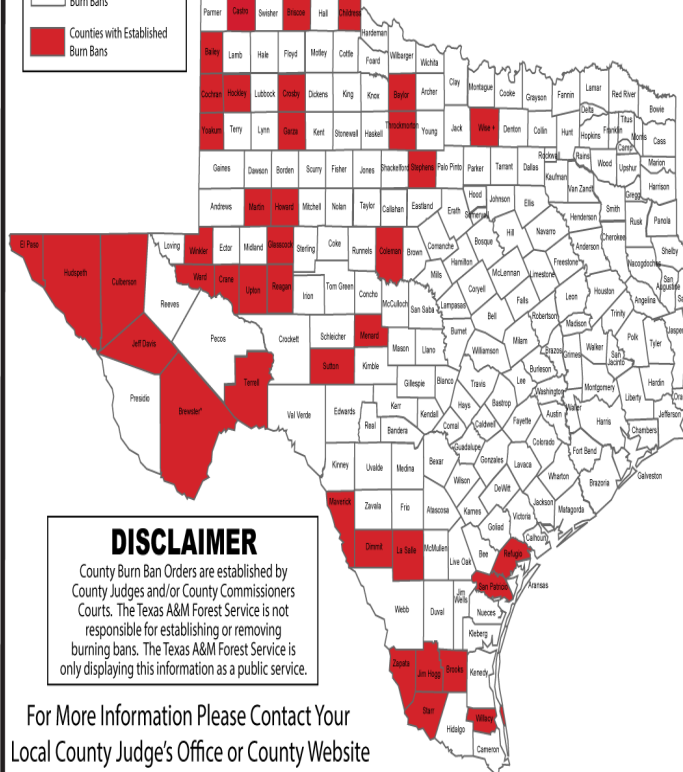 Burn Bans
Counties with Established
Burn Bans
Parmer Castro Swisher Briscoe Hall Childress
Hardeman
Bailey Lamb Hale Floyd Motley Cottle Foard Wilbarger Wichita
Clay Montague Cooke Grayson Fannin Lamar Red River Bowie
Cochran Hockley Lubbock Crosby Dickens King Knox Baylor Archer
Delta Titus Morris Cass
Yoakum Terry Lynn Garza Kent Stonewall Haskell Throckmorton Young Jack Wise + Denton Collin Hunt Hopkins Franklin
Camp Marion
Gaines Dawson Borden Scurry Fisher Jones Shackelford Stephens Palo Pinto Parker Tarrant Dallas Rockwall Kaufman Rains Wood Upshur
Van Zandt Gregg Harrison
Andrews Martin Howard Mitchell Nolan Taylor Callahan Eastland Erath Hood Somervell Johnson Ellis Henderson Smith Rusk Panola
El Paso Hudspeth Culberson Loving Winkler Ector Midland Glasscock Sterling Coke Runnels Coleman Brown Comanche Bosque Hill Navarro Anderson Cherokee Shelby
Hamilton Freestone Nacogdoches
Ward Crane Upton Reagan Irion Tom Green Concho McCulloch Mills Coryell McLennan Limestone Leon Houston San Augustine
Reeves San Saba Lampasas Falls Angelina
Jeff Davis Pecos Crockett Schleicher Menard Mason Llano Burnet Bell Robertson Madison Trinity Polk Tyler Jasper
Williamson Milam Brazos Grimes Walker San Jacinto
Presidio Brewster* Terrell Sutton Kimble Gillespie Blanco Travis Lee Burleson Washington Montgomery Liberty Hardin
Val Verde Edwards Real Kerr Bandera Kendall Hays Comal Caldwell Bastrop Fayette Austin Waller Harris Chambers Jefferson
Guadalupe Colorado Fort Bend
Kinney Uvalde Medina Bexar Wilson Gonzales Lavaca Wharton Brazoria Galveston
DeWitt
Maverick Zavala Frio Atascosa Karnes Goliad Victoria Jackson Matagorda
Calhoun
Dimmit La Salle McMullen Live Oak Bee Refugio
San Patricio Aransas
Webb Duval Jim Wells Nueces
Kleberg
Zapata Jim Hogg Brooks Kenedy
Starr Hidalgo Willacy
Cameron
DISCLAIMER
County Burn Ban Orders are established by
County Judges and/or County Commissioners
Courts. The Texas A&M Forest Service is not
responsible for establishing or removing
burning bans. The Texas A&M Forest Service is
only displaying this information as a public service.
For More Information Please Contact Your
Local County Judge's Office or County Website